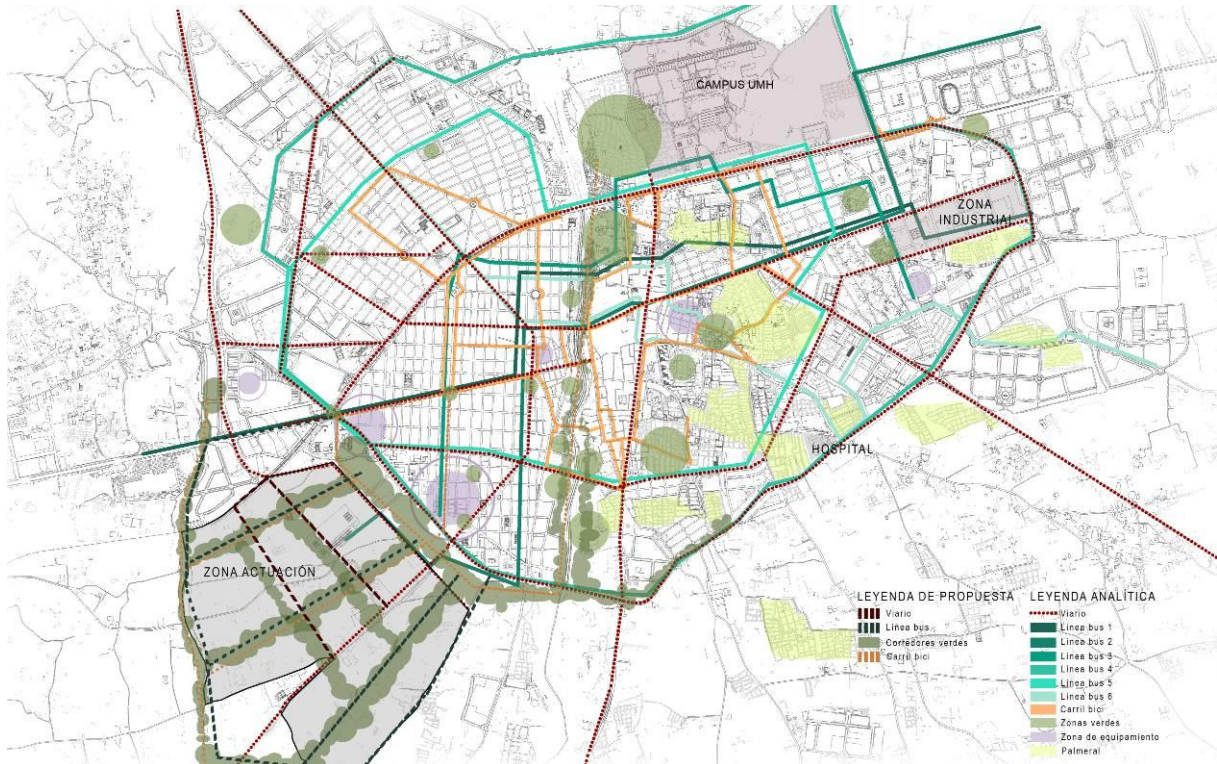 CAMPUS UMH
ZONA
INDUSTRIAL
HOSPITAL
ZONA ACTUACIÓN
LEYENDA DE PROPUESTA
Viario
Línea bus
Corredores verdes
Carril bici
LEYENDA ANALÍTICA
Viario
Línea bus 1
Línea bus 2
Línea bus 3
Línea bus 4
Línea bus 5
Línea bus 6
Carril bici
Zonas verdes
Zona de equipamiento
Palmeral